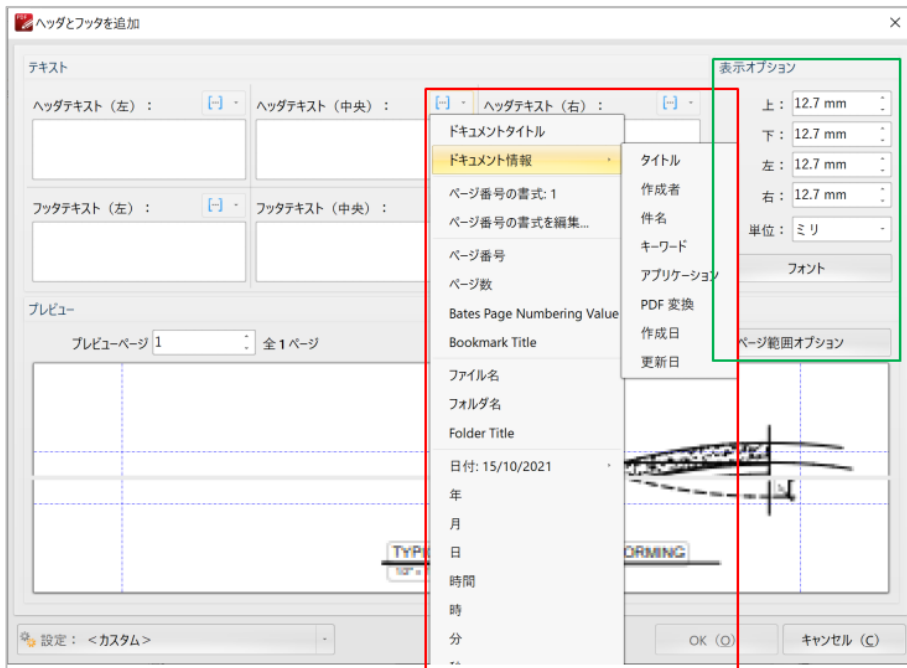 ヘッダとフッタを追加
テキスト
表示オプション
ヘッダテキスト（左）：
ヘッダテキスト（中央）：
ヘッダテキスト（右）：
上： 12.7 mm
下： 12.7 mm
左： 12.7 mm
右： 12.7 mm
単位： ミリ
フォント
フッタテキスト（左）：
フッタテキスト（中央）：
ドキュメントタイトル
ドキュメント情報
ページ番号の書式: 1
ページ番号の書式を編集...
ページ番号
ページ数
Bates Page Numbering Value
Bookmark Title
ファイル名
フォルダ名
Folder Title
日付: 15/10/2021
年
月
日
時間
時
分
タイトル
作成者
件名
キーワード
アプリケーション
PDF 変換
作成日
更新日
プレビュー
プレビューページ 1 全1ページ
ページ範囲オプション
ORMING
設定： <カスタム>
OK (O)
キャンセル (C)